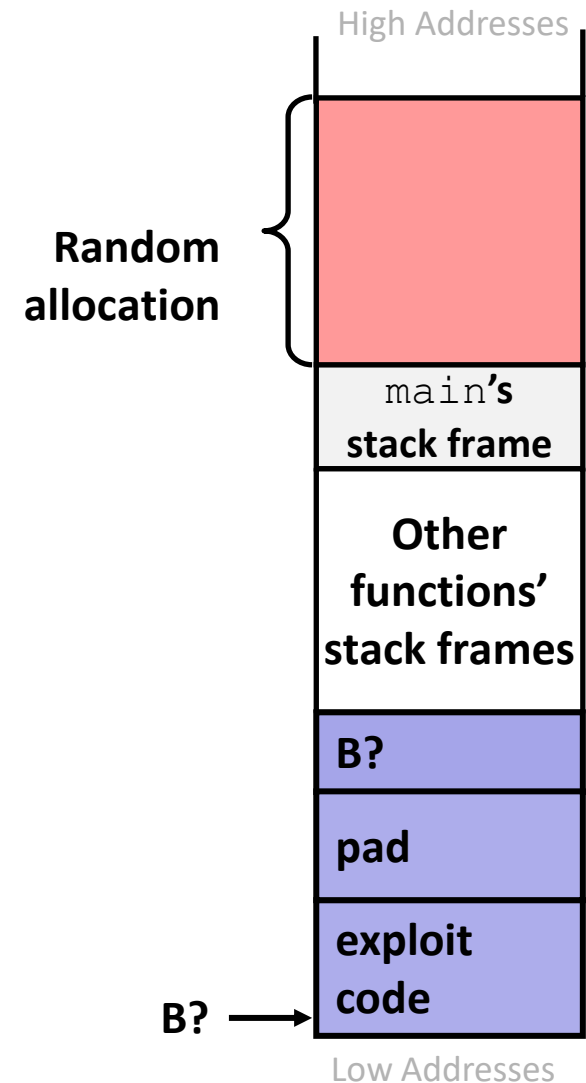 High Addresses
Random
allocation
main's
stack frame
Other
functions’
stack frames
B?
pad
exploit
code
B?
Low Addresses